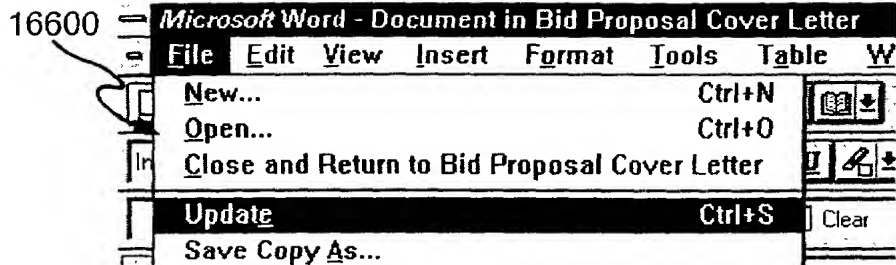 16600
Microsoft Word - Document in Bid Proposal Cover Letter
File Edit View Insert Format Tools Table W
New... Ctrl+N
Open... Ctrl+O
Close and Return to Bid Proposal Cover Letter
Update Ctrl+S
Clear
Save Copy As...